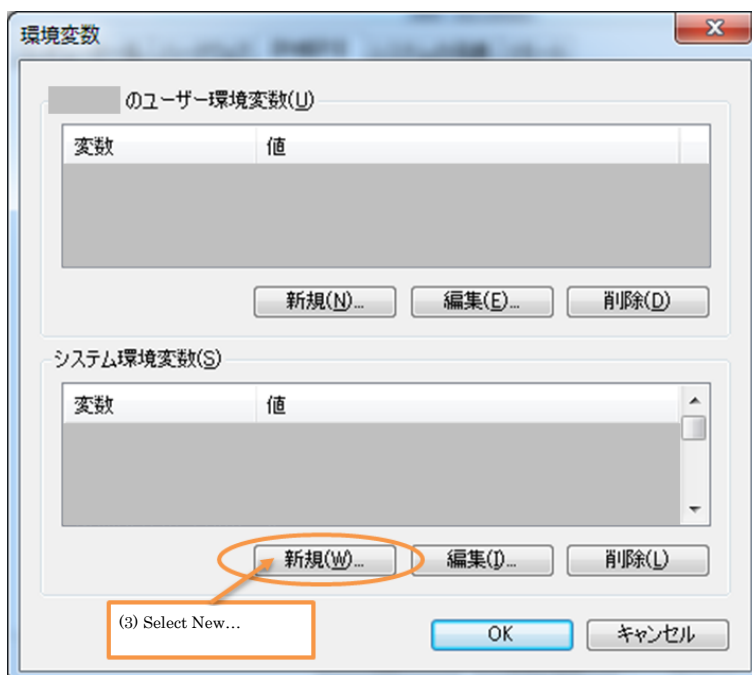 環境変数
のユーザー環境変数(U)
変数 値
新規(N)... 編集(E)... 削除(D)
システム環境変数(S)
変数 値
新規(W)... 編集(I)... 削除(L)
(3) Select New…
OK キャンセル